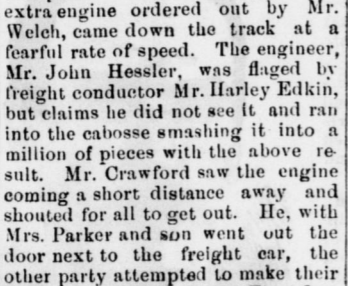 extra engine ordered out by Mr.
Welch, came down the track at a
fearful rate of speed. The engineer,
Mr. John Hessler, was flaged by
freight conductor Mr. Harley Edkin,
but claims he did not see it and ran
into the cabosse smashing it into a
million of pieces with the above re-
sult. Mr. Crawford saw the engine
coming a short distance away and
shouted for all to get out. He, with
Mrs. Parker and son went out the
door next to the freight car, the
other party attempted to make their